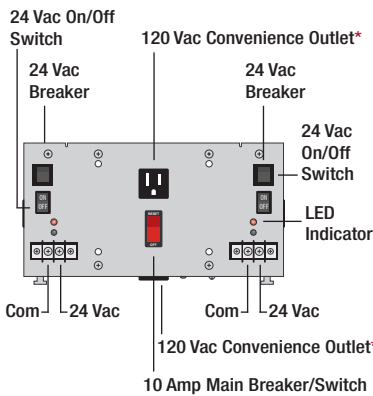 24 Vac On/Off
Switch
120 Vac Convenience Outlet*
24 Vac
Breaker
24 Vac
Breaker
24 Vac
On/Off
Switch
ON
OFF
RESET
OFF
ON
OFF
LED
Indicator
Com
24 Vac
Com
24 Vac
120 Vac Convenience Outlet*
10 Amp Main Breaker/Switch